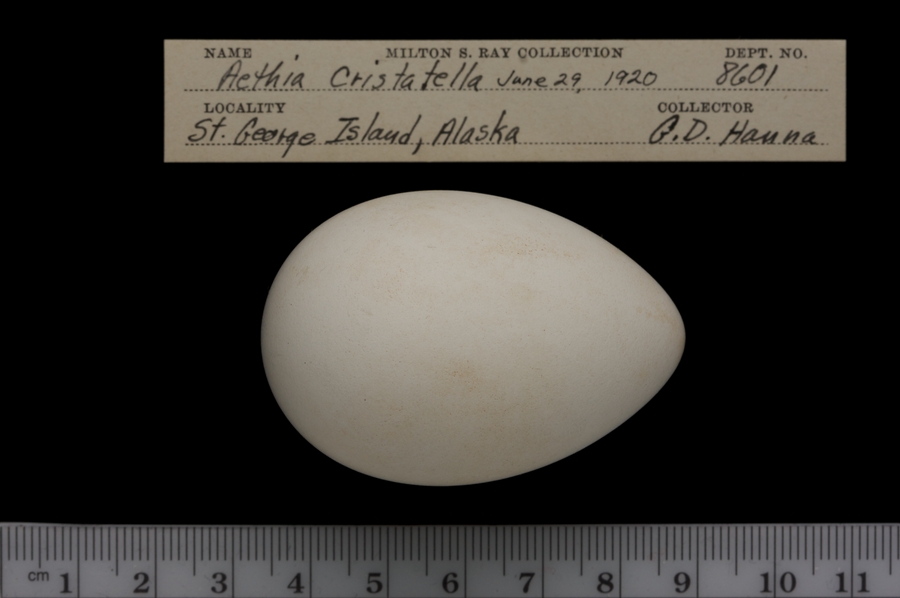 NAME MILTON S. RAY COLLECTION DEPT. NO.
Aethia Cristatella June 29, 1920 8601
LOCALITY COLLECTOR
St. George Island, Alaska G.D. Hanna
cm 1 2 3 4 5 6 7 8 9 10 11